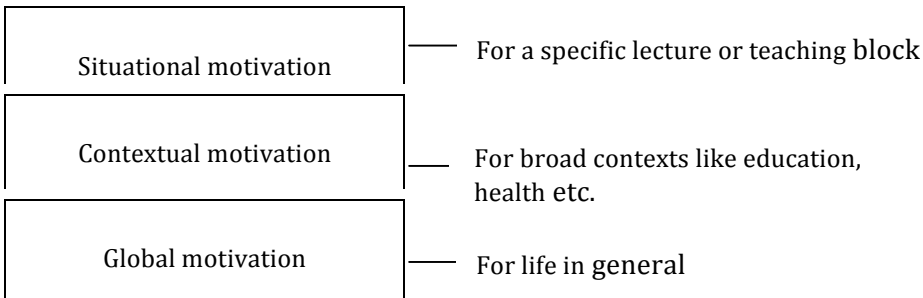 Situational motivation
For a specific lecture or teaching block
Contextual motivation
For broad contexts like education,
health etc.
Global motivation
For life in general